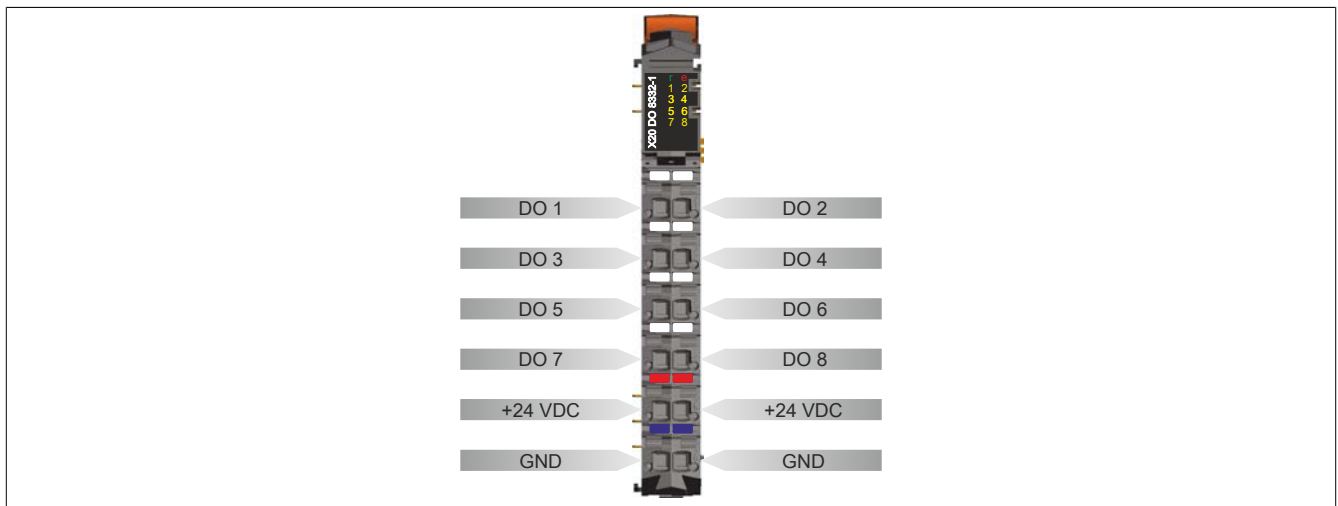 X20 DO 8332-1
r e
1 2
3 4
5 6
7 8
DO 1 DO 2
DO 3 DO 4
DO 5 DO 6
DO 7 DO 8
+24 VDC +24 VDC
GND GND